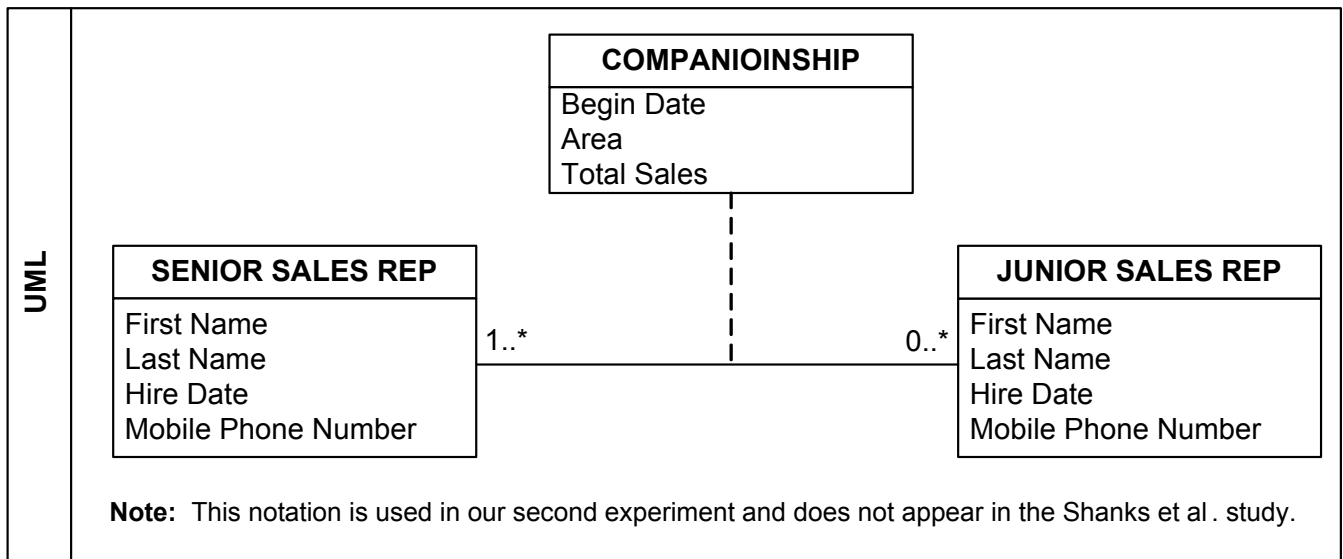 UML
COMPANIOINSHIP
Begin Date
Area
Total Sales
SENIOR SALES REP
First Name
Last Name
Hire Date
Mobile Phone Number
1..*
0..*
JUNIOR SALES REP
First Name
Last Name
Hire Date
Mobile Phone Number
Note: This notation is used in our second experiment and does not appear in the Shanks et al. study.